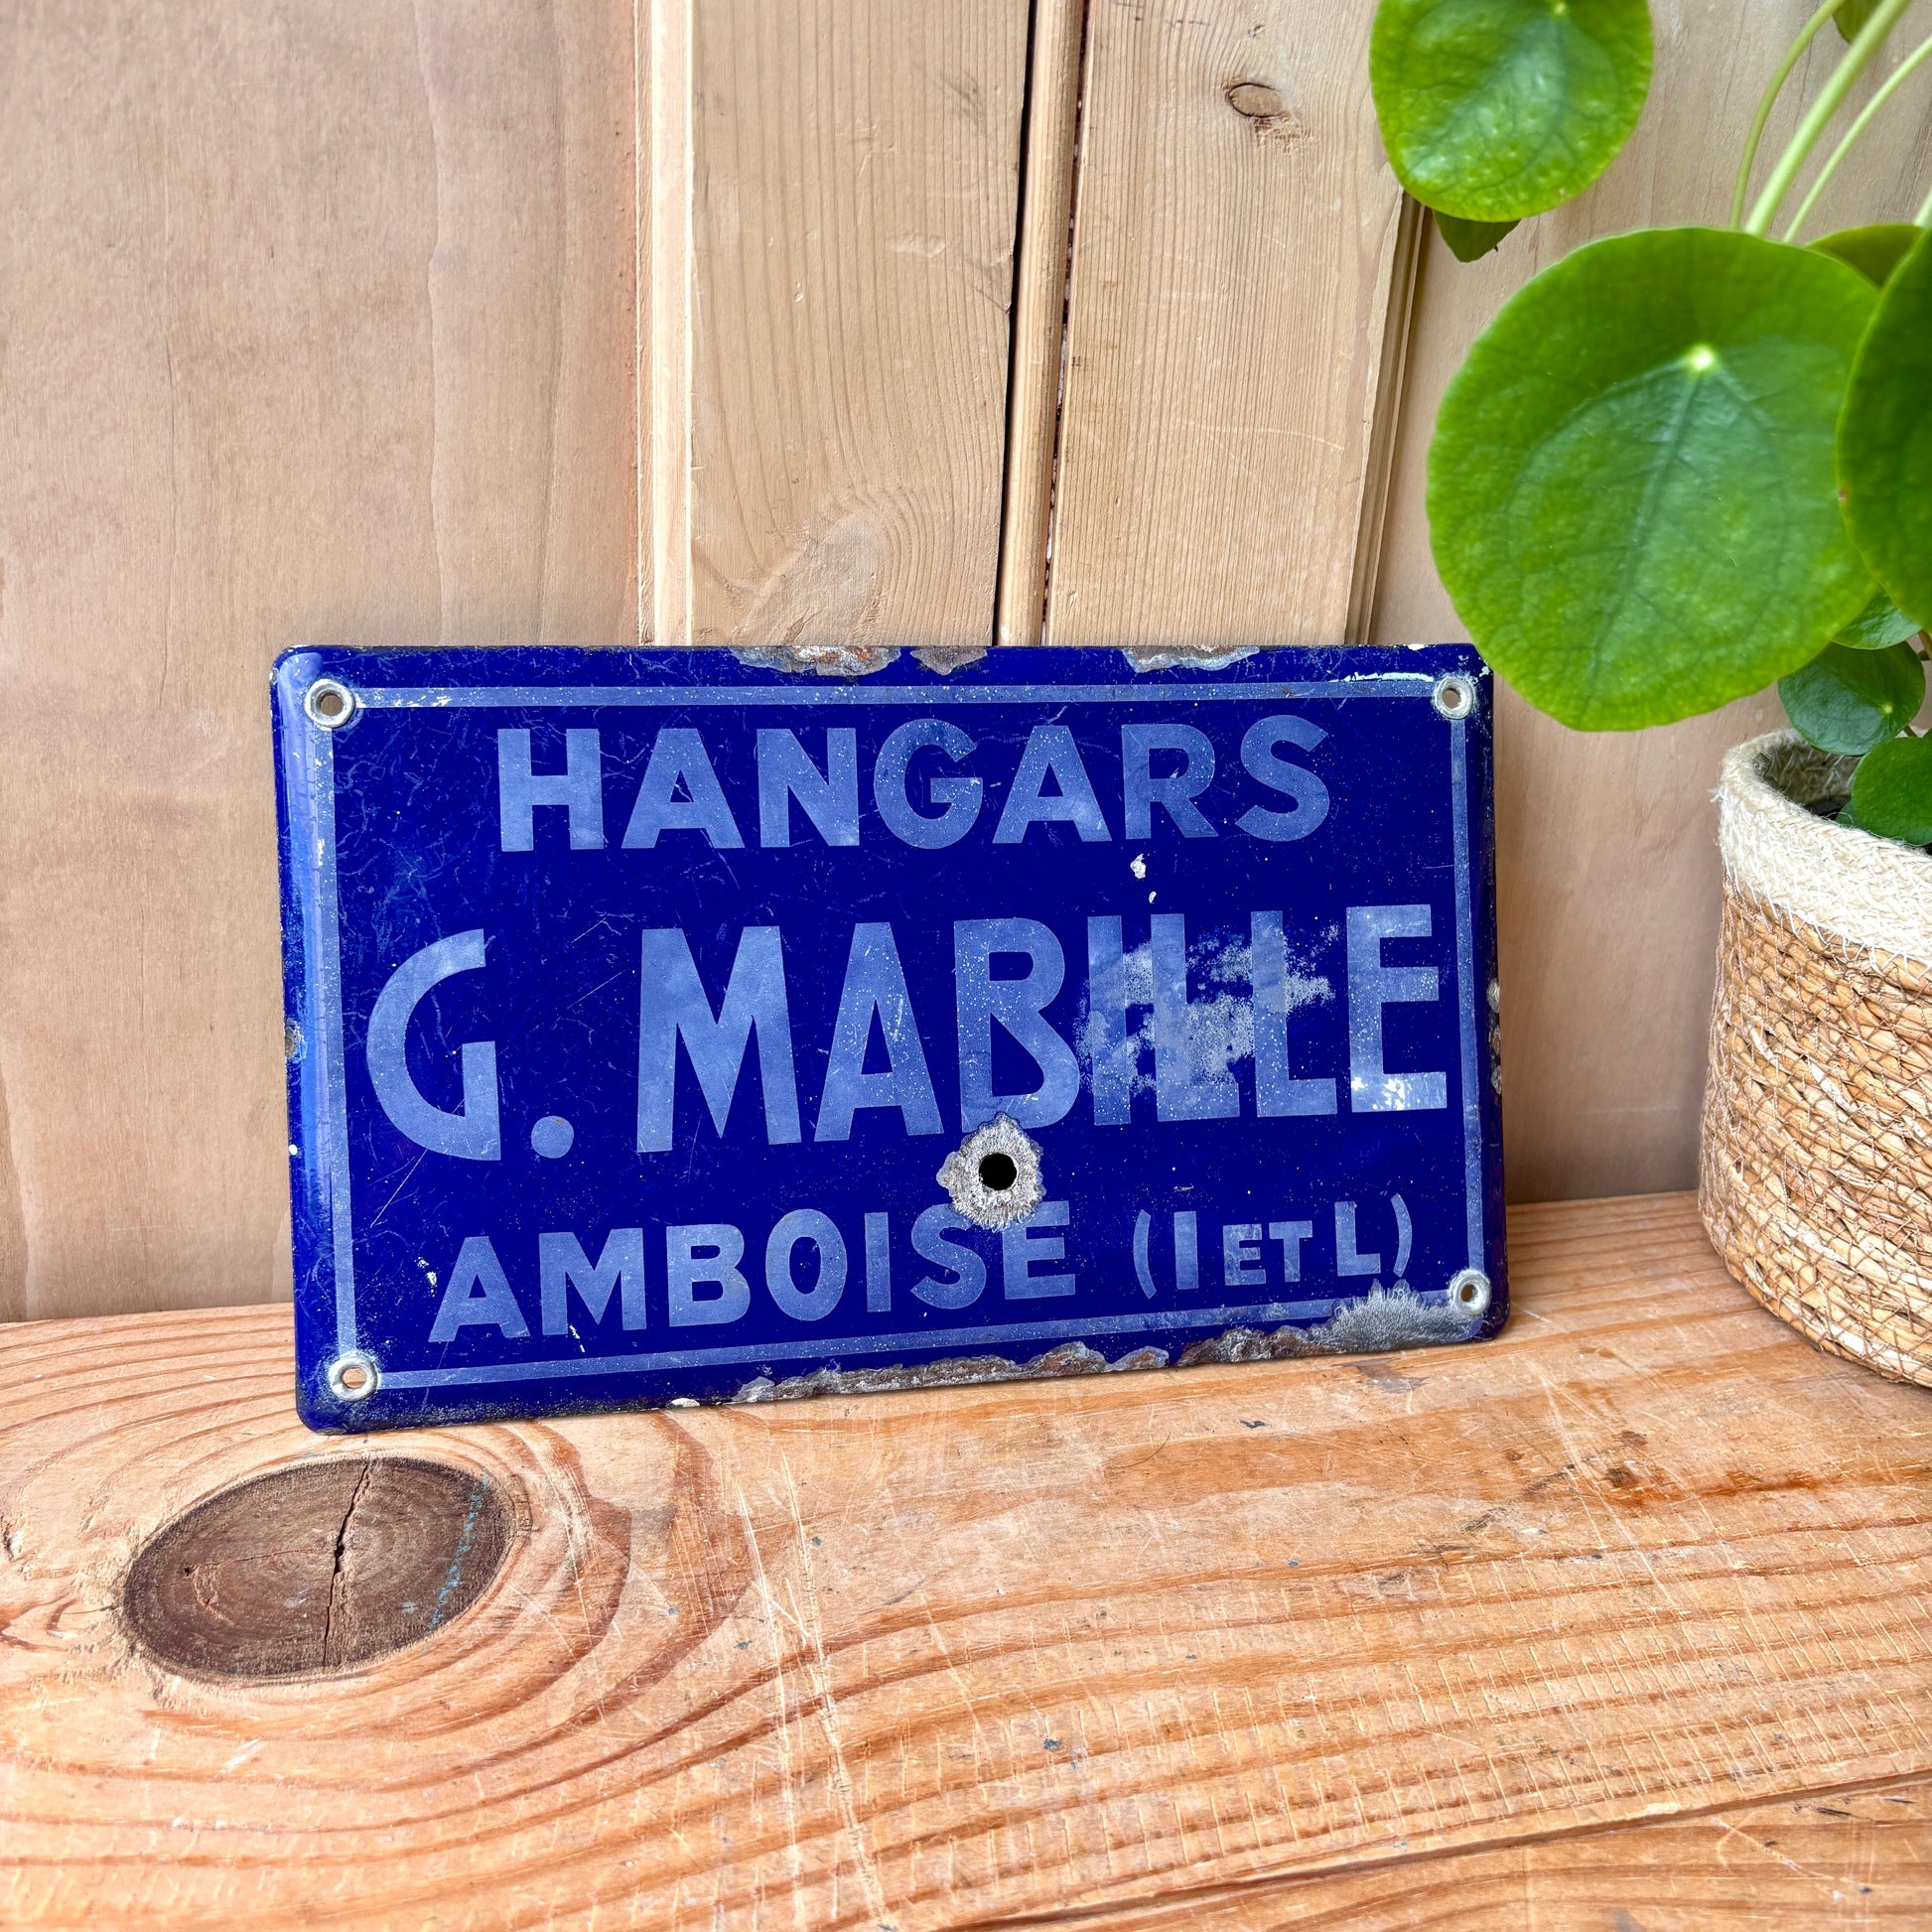 HANGARS
G. MABILLE
AMBOISE (I ET L)